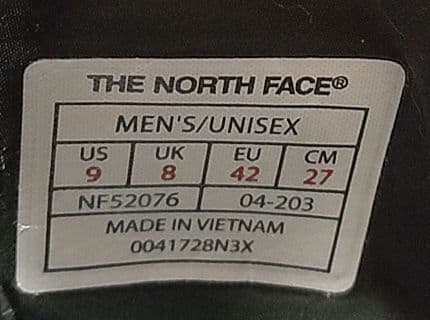 THE NORTH FACE®
MEN'S/UNISEX
US UK EU CM
9 8 42 27
NF52076 04-203
MADE IN VIETNAM
0041728N3X